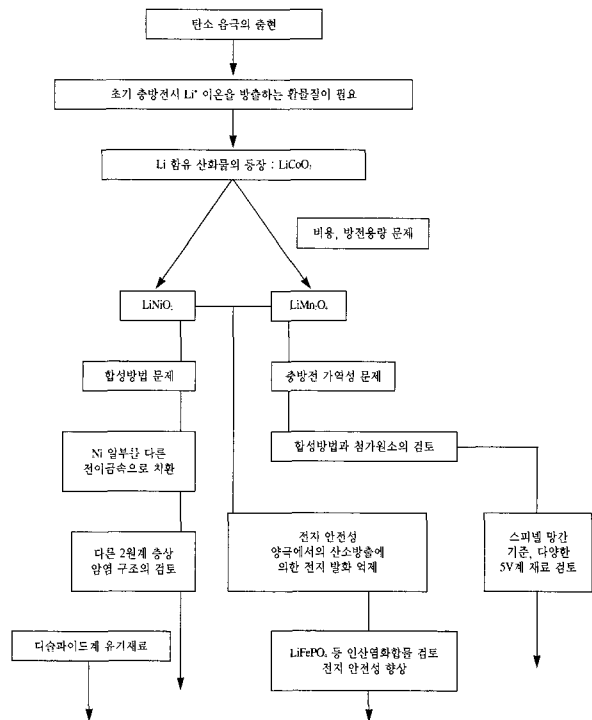 탄소 음극의 출현
초기 충방전시 Li⁺ 이온을 방출하는 활물질이 필요
Li 함유 산화물의 등장 : LiCoO₂
비용, 방전용량 문제
LiNiO₂
LiMn₂O₄
합성방법 문제
충방전 가역성 문제
Ni 일부를 다른
전이금속으로 치환
합성방법과 첨가원소의 검토
다른 2원계 층상
암염 구조의 검토
전지 안전성
양극에서의 산소방출에
의한 전지 발화 억제
스피넬 망간
기준, 다양한
5V계 재료 검토
디슬파이드계 유기재료
LiFePO₄ 등 인산염화합물 검토
전지 안전성 향상